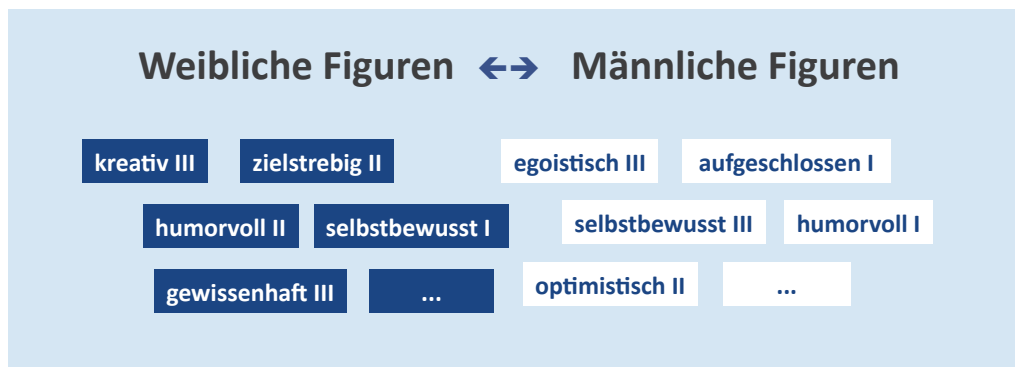 Weibliche Figuren ←→ Männliche Figuren
kreativ III zielstrebig II egoistisch III aufgeschlossen I
humorvoll II selbstbewusst I selbstbewusst III humorvoll I
gewissenhaft III ... optimistisch II ...